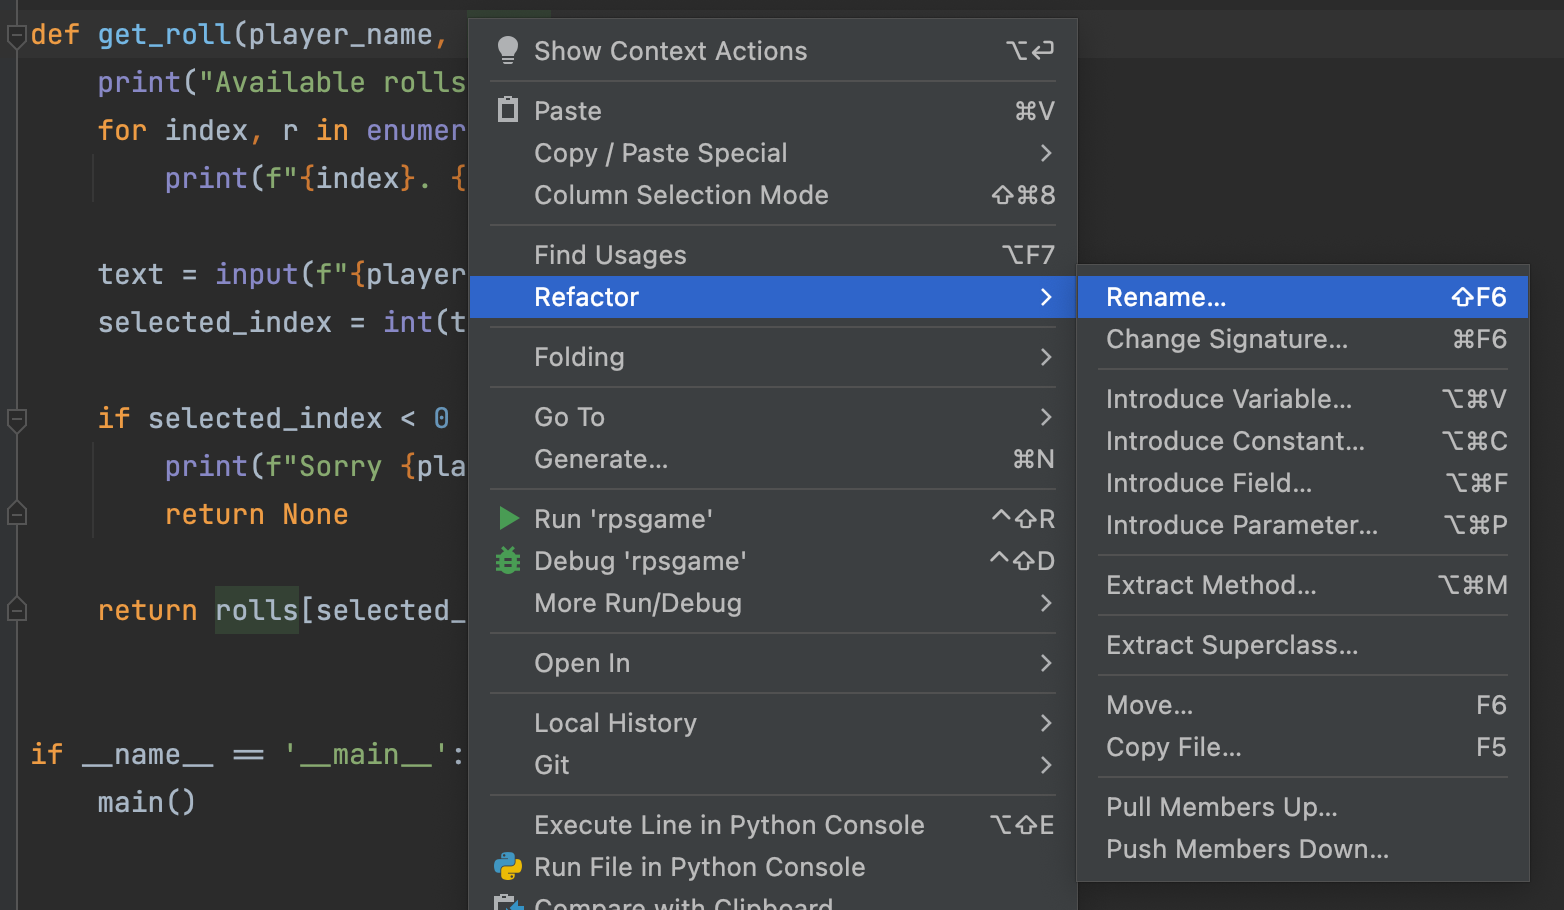 def get_roll(player_name,
print("Available rolls
for index, r in enumer
print(f"{index}. {
text = input(f"{player
selected_index = int(t
if selected_index < 0
print(f"Sorry {pla
return None
return rolls[selected_
if __name__ == '__main__':
main()
Show Context Actions ⌥⏎
Paste ⌘V
Copy / Paste Special
Column Selection Mode ⇧⌘8
Find Usages ⌥F7
Refactor
Folding
Go To
Generate... ⌘N
Run 'rpsgame' ^⇧R
Debug 'rpsgame' ^⇧D
More Run/Debug
Open In
Local History
Git
Execute Line in Python Console ⌥⇧E
Run File in Python Console
Compare with Clipboard
Rename... ⇧F6
Change Signature... ⌘F6
Introduce Variable... ⌥⌘V
Introduce Constant... ⌥⌘C
Introduce Field... ⌥⌘F
Introduce Parameter... ⌥⌘P
Extract Method... ⌥⌘M
Extract Superclass...
Move... F6
Copy File... F5
Pull Members Up...
Push Members Down...